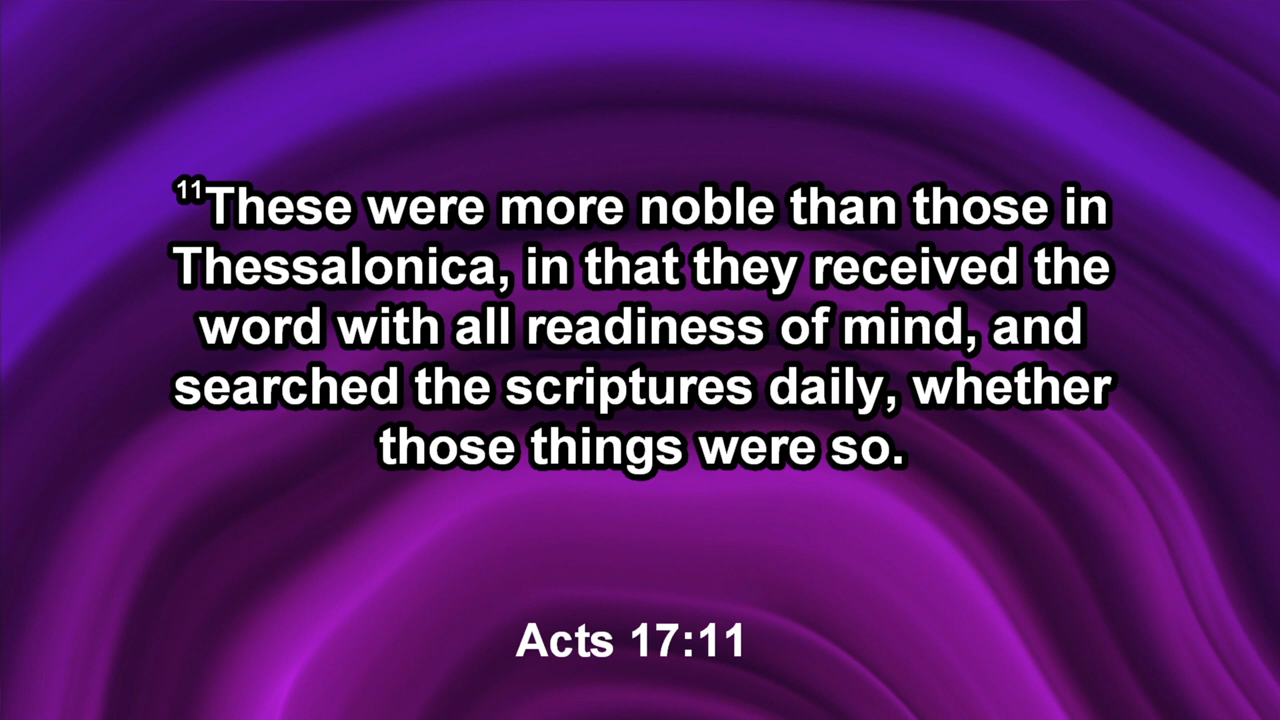 11These were more noble than those in
Thessalonica, in that they received the
word with all readiness of mind, and
searched the scriptures daily, whether
those things were so.
Acts 17:11